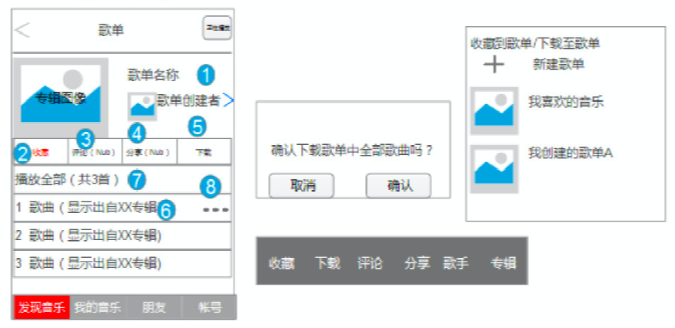 歌单
正在播放
专辑图像
歌单名称
1
歌单创建者
2
收藏
3
评论（Nub）
4
分享（Nub）
5
下载
播放全部（共3首）
7
8
1 歌曲（显示出自XX专辑)
6
2 歌曲（显示出自XX专辑)
3 歌曲（显示出自XX专辑)
发现音乐 我的音乐 朋友 帐号
确认下载歌单中全部歌曲吗？
取消 确认
收藏 下载 评论 分享 歌手 专辑
收藏到歌单/下载至歌单
新建歌单
我喜欢的音乐
我创建的歌单A